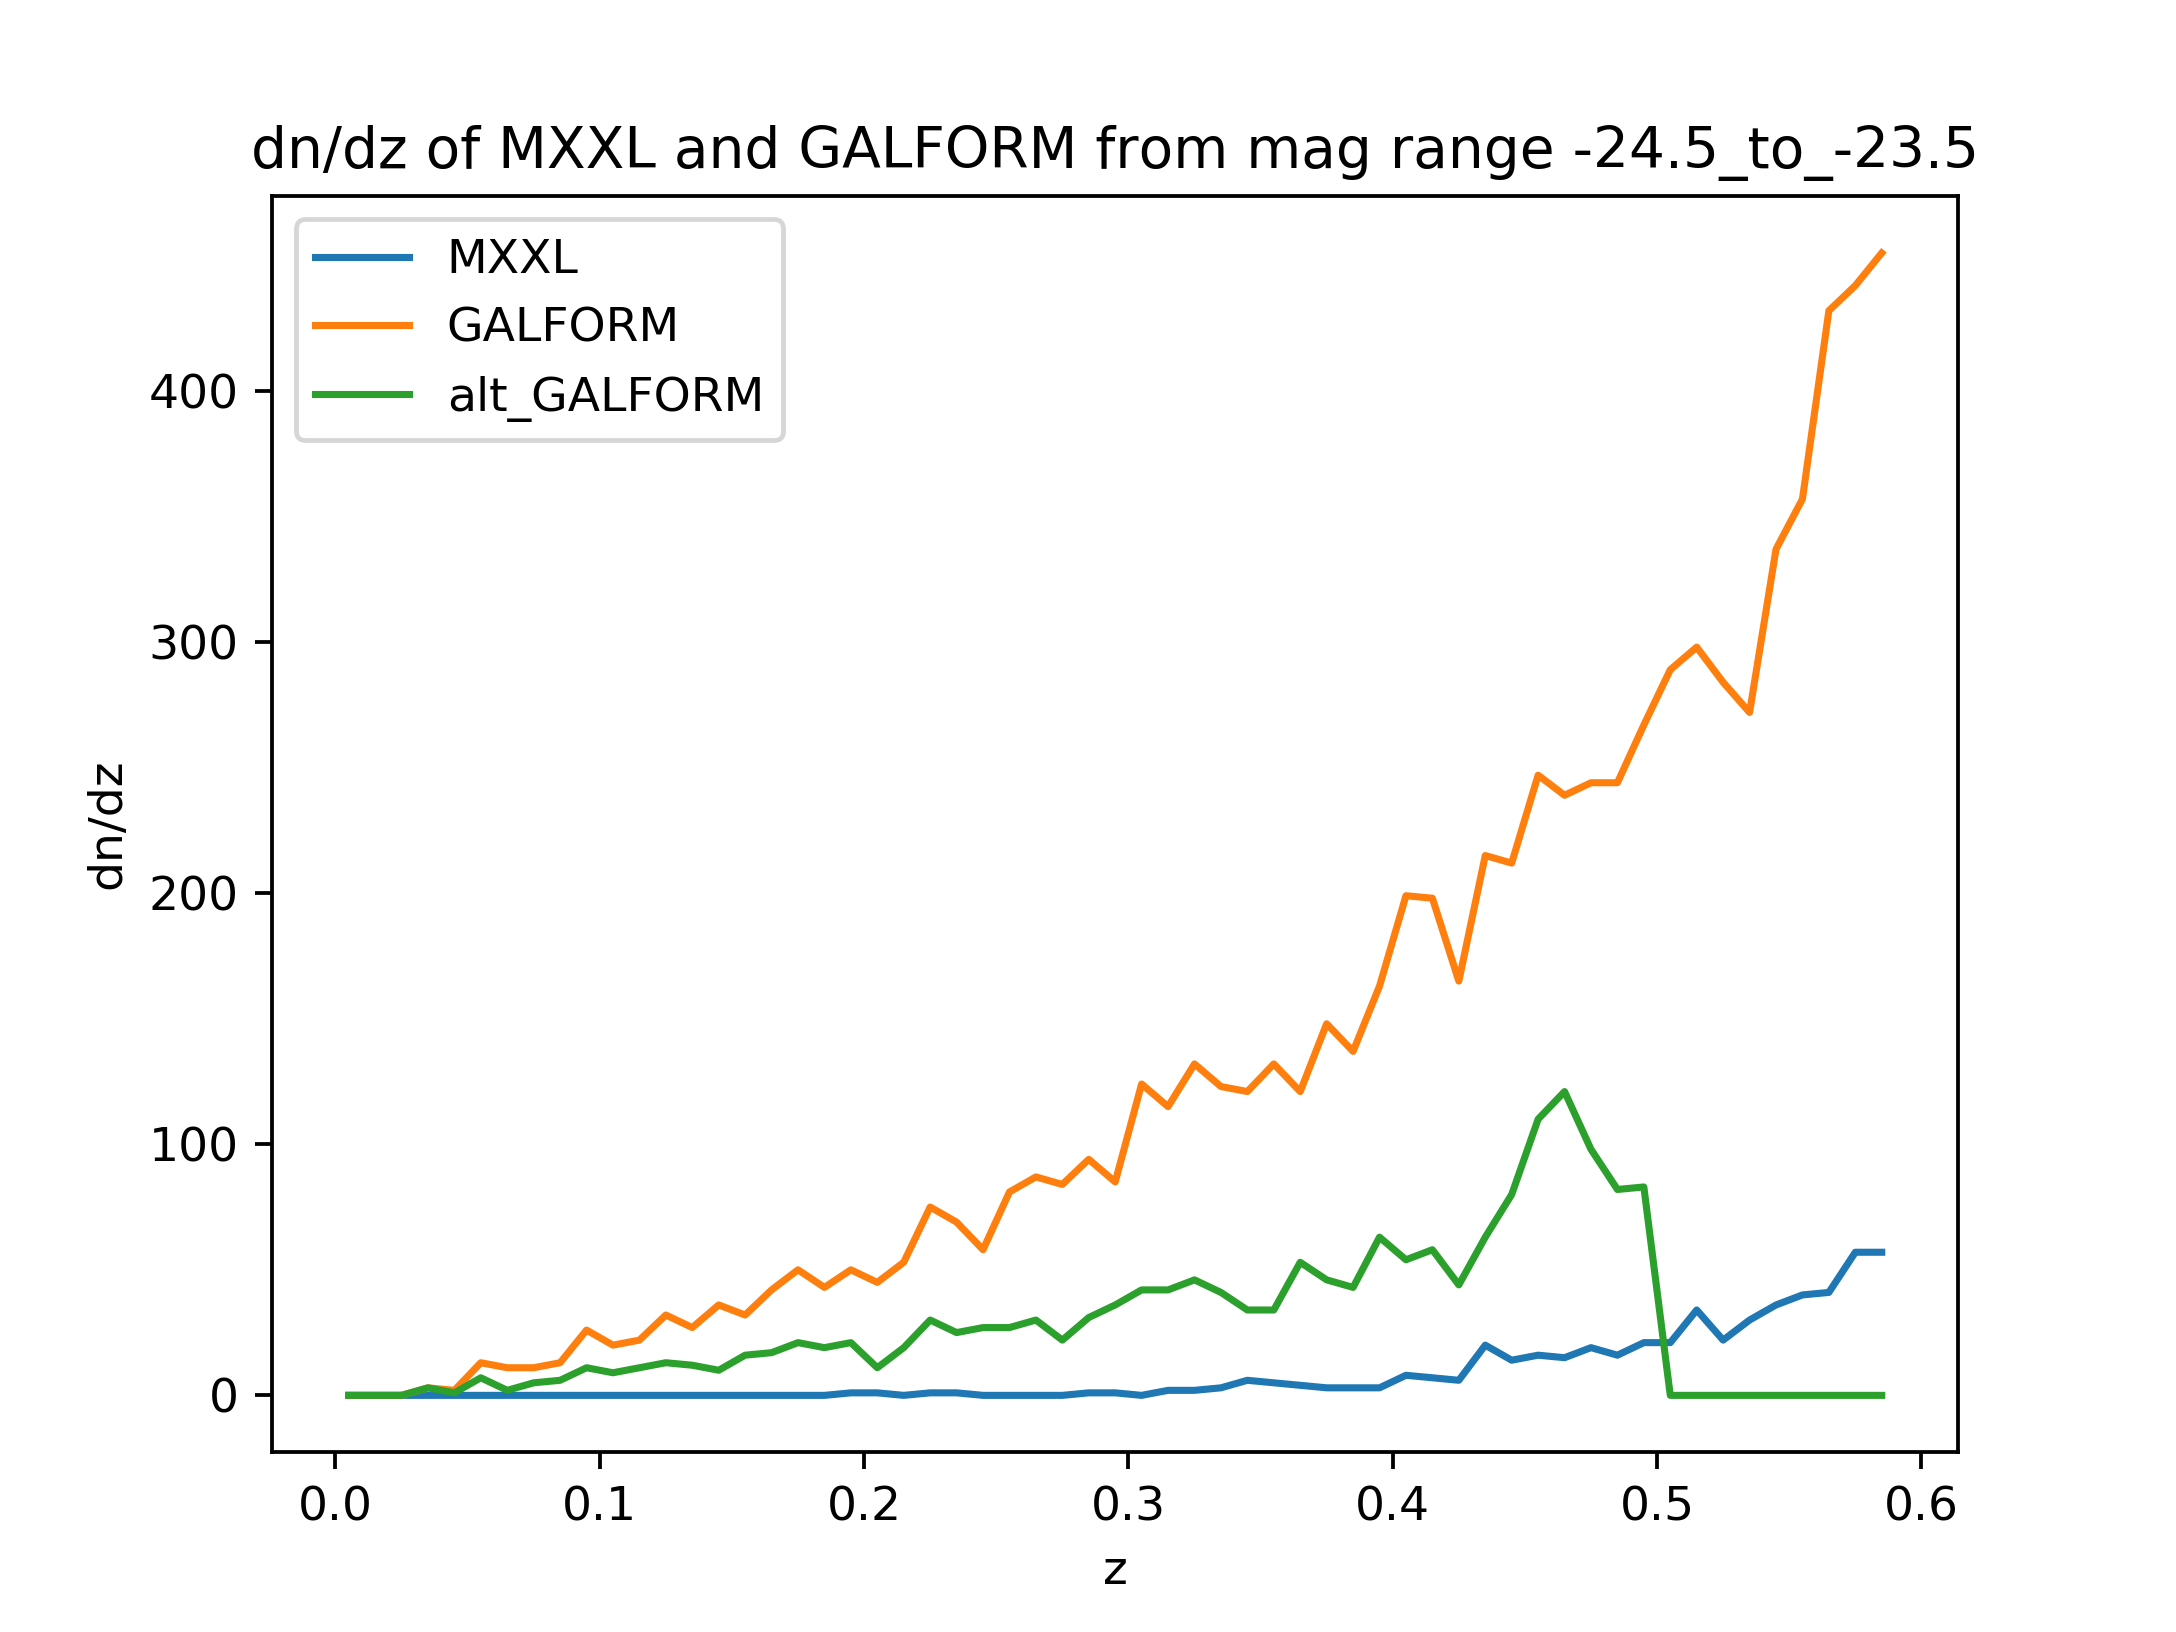 dn/dz of MXXL and GALFORM from mag range -24.5_to_-23.5
MXXL
GALFORM
alt_GALFORM
400
300
200
100
0
dn/dz
0.0 0.1 0.2 0.3 0.4 0.5 0.6
z